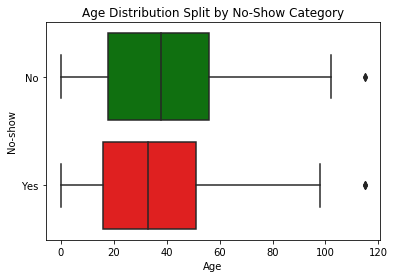 Age Distribution Split by No-Show Category
No-show
No
Yes
0 20 40 60 80 100 120
Age